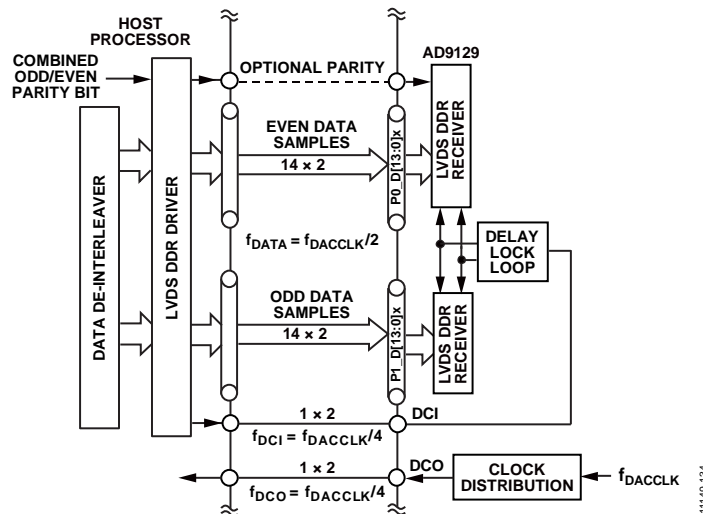 HOST
PROCESSOR
AD9129
COMBINED
ODD/EVEN
PARITY BIT
OPTIONAL PARITY
DATA DE-INTERLEAVER
LVDS DDR DRIVER
EVEN DATA
SAMPLES
14 × 2
P0_D[13:0]x
LVDS DDR
RECEIVER
fDATA = fDACCLK/2
DELAY
LOCK
LOOP
ODD DATA
SAMPLES
14 × 2
P1_D[13:0]x
LVDS DDR
RECEIVER
1 × 2
DCI
fDCI = fDACCLK/4
1 × 2
DCO
fDCO = fDACCLK/4
CLOCK
DISTRIBUTION
fDACCLK
11149-134